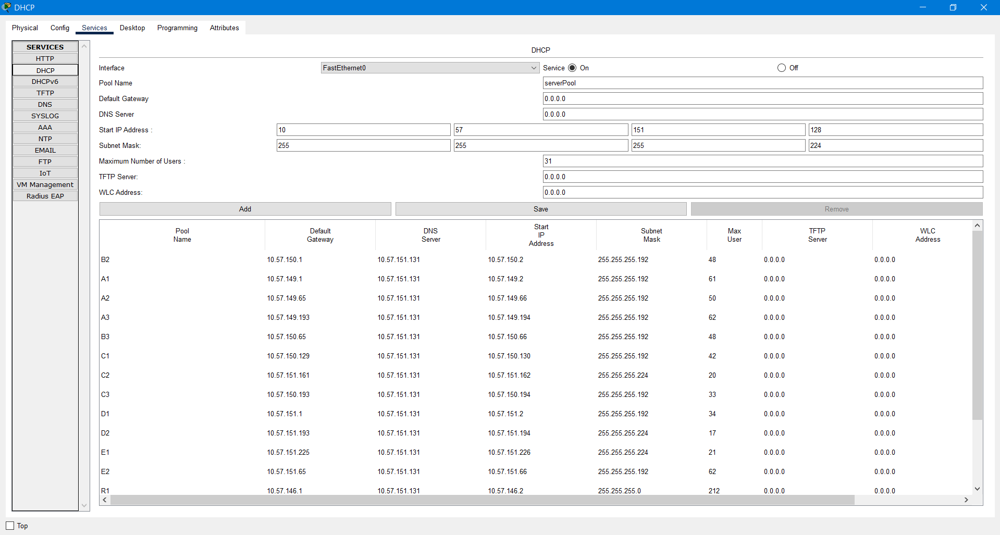 DHCP
Physical Config Services Desktop Programming Attributes
SERVICES
HTTP
DHCP
DHCPv6
TFTP
DNS
SYSLOG
AAA
NTP
EMAIL
FTP
IoT
VM Management
Radius EAP
DHCP
Interface FastEthernet0 Service On Off
Pool Name serverPool
Default Gateway 0.0.0.0
DNS Server 0.0.0.0
Start IP Address : 10 57 151 128
Subnet Mask: 255 255 255 224
Maximum Number of Users : 31
TFTP Server: 0.0.0.0
WLC Address: 0.0.0.0
Add Save Remove
Pool Name Default Gateway DNS Server Start IP Address Subnet Mask Max User TFTP Server WLC Address
B2 10.57.150.1 10.57.151.131 10.57.150.2 255.255.255.192 48 0.0.0.0 0.0.0.0
A1 10.57.149.1 10.57.151.131 10.57.149.2 255.255.255.192 61 0.0.0.0 0.0.0.0
A2 10.57.149.65 10.57.151.131 10.57.149.66 255.255.255.192 50 0.0.0.0 0.0.0.0
A3 10.57.149.193 10.57.151.131 10.57.149.194 255.255.255.192 62 0.0.0.0 0.0.0.0
B3 10.57.150.65 10.57.151.131 10.57.150.66 255.255.255.192 48 0.0.0.0 0.0.0.0
C1 10.57.150.129 10.57.151.131 10.57.150.130 255.255.255.192 42 0.0.0.0 0.0.0.0
C2 10.57.151.161 10.57.151.131 10.57.151.162 255.255.255.224 20 0.0.0.0 0.0.0.0
C3 10.57.150.193 10.57.151.131 10.57.150.194 255.255.255.192 33 0.0.0.0 0.0.0.0
D1 10.57.151.1 10.57.151.131 10.57.151.2 255.255.255.192 34 0.0.0.0 0.0.0.0
D2 10.57.151.193 10.57.151.131 10.57.151.194 255.255.255.224 17 0.0.0.0 0.0.0.0
E1 10.57.151.225 10.57.151.131 10.57.151.226 255.255.255.224 21 0.0.0.0 0.0.0.0
E2 10.57.151.65 10.57.151.131 10.57.151.66 255.255.255.192 62 0.0.0.0 0.0.0.0
R1 10.57.146.1 10.57.151.131 10.57.146.2 255.255.255.0 212 0.0.0.0 0.0.0.0
Top